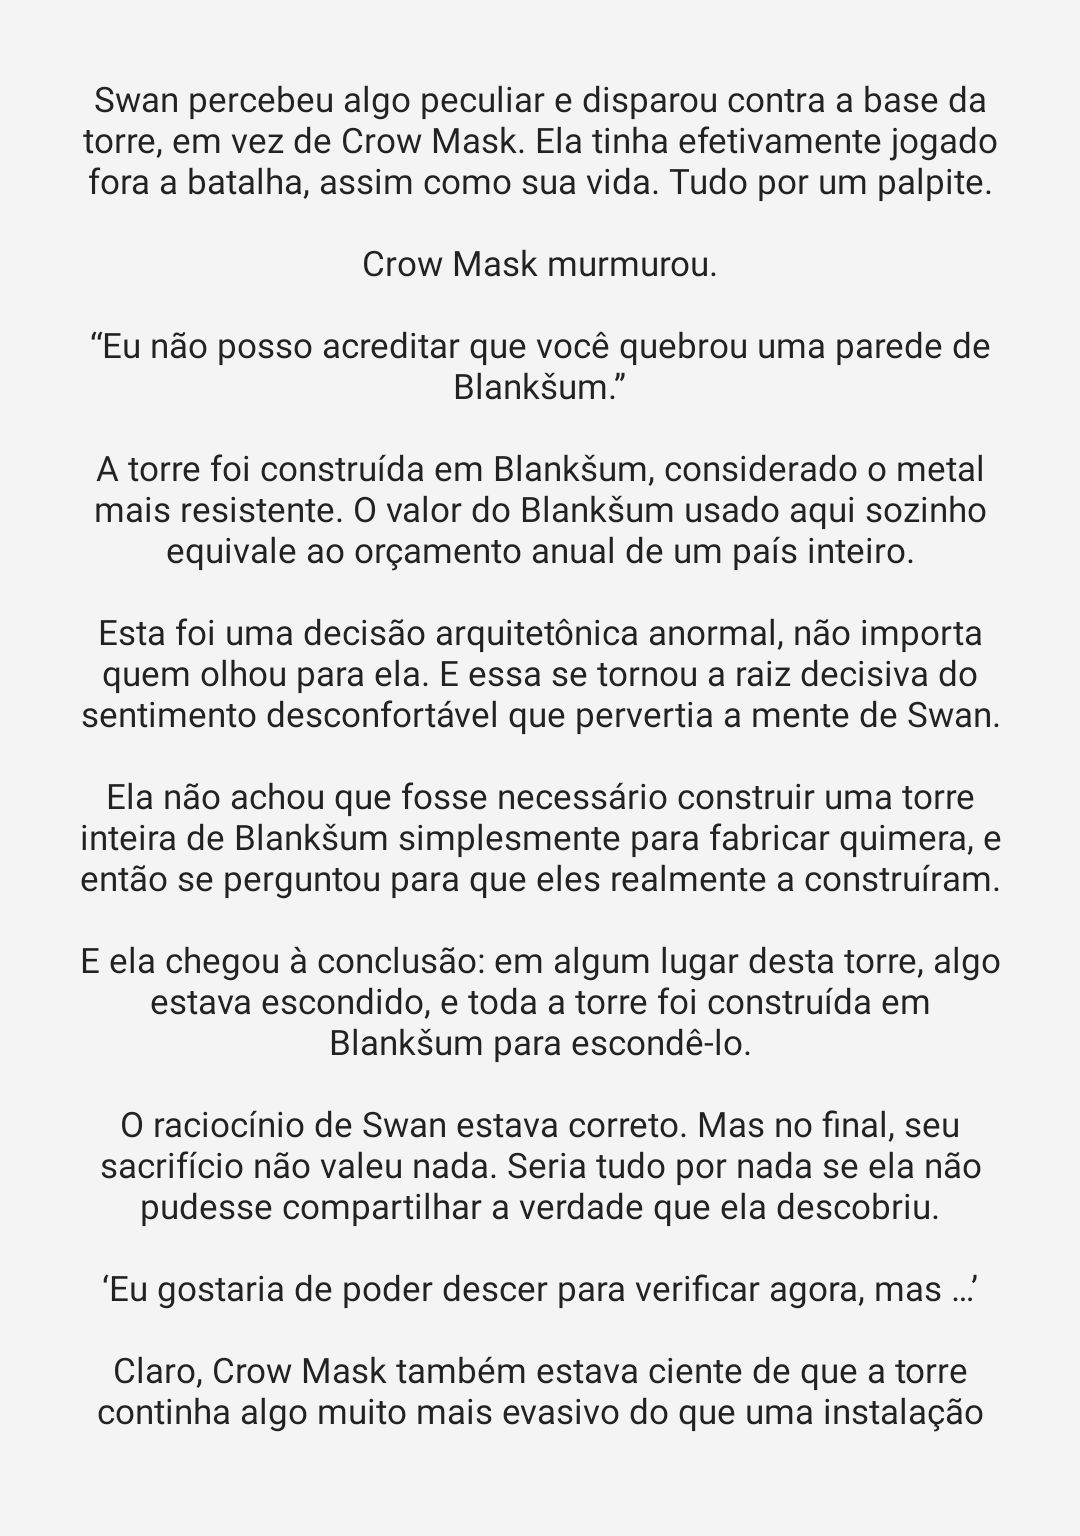 Swan percebeu algo peculiar e disparou contra a base da
torre, em vez de Crow Mask. Ela tinha efetivamente jogado
fora a batalha, assim como sua vida. Tudo por um palpite.
Crow Mask murmurou.
“Eu não posso acreditar que você quebrou uma parede de
Blankšum.”
A torre foi construída em Blankšum, considerado o metal
mais resistente. O valor do Blankšum usado aqui sozinho
equivale ao orçamento anual de um país inteiro.
Esta foi uma decisão arquitetônica anormal, não importa
quem olhou para ela. E essa se tornou a raiz decisiva do
sentimento desconfortável que pervertia a mente de Swan.
Ela não achou que fosse necessário construir uma torre
inteira de Blankšum simplesmente para fabricar quimera, e
então se perguntou para que eles realmente a construíram.
E ela chegou à conclusão: em algum lugar desta torre, algo
estava escondido, e toda a torre foi construída em
Blankšum para escondê-lo.
O raciocínio de Swan estava correto. Mas no final, seu
sacrifício não valeu nada. Seria tudo por nada se ela não
pudesse compartilhar a verdade que ela descobriu.
‘Eu gostaria de poder descer para verificar agora, mas …’
Claro, Crow Mask também estava ciente de que a torre
continha algo muito mais evasivo do que uma instalação